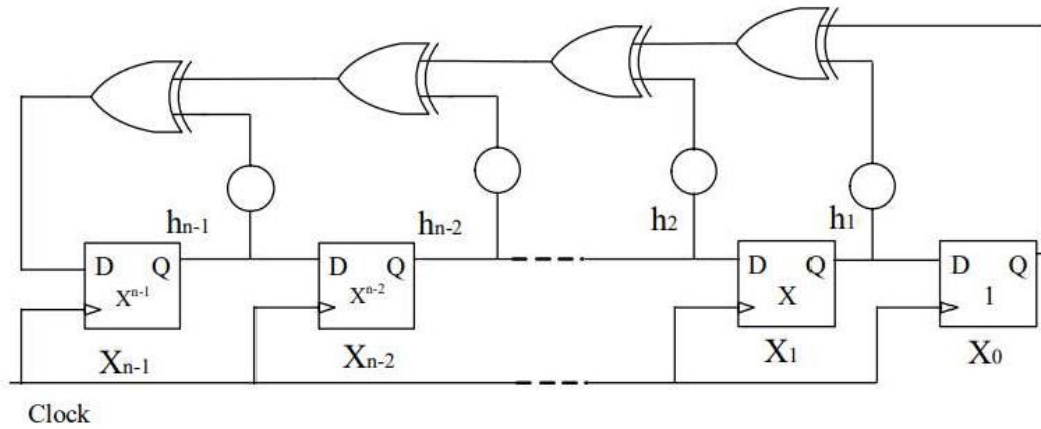 hn-1 hn-2 h2 h1
D Q D Q D Q D Q
Xⁿ⁻¹ Xⁿ⁻² X 1
Xn-1 Xn-2 X1 X0
Clock